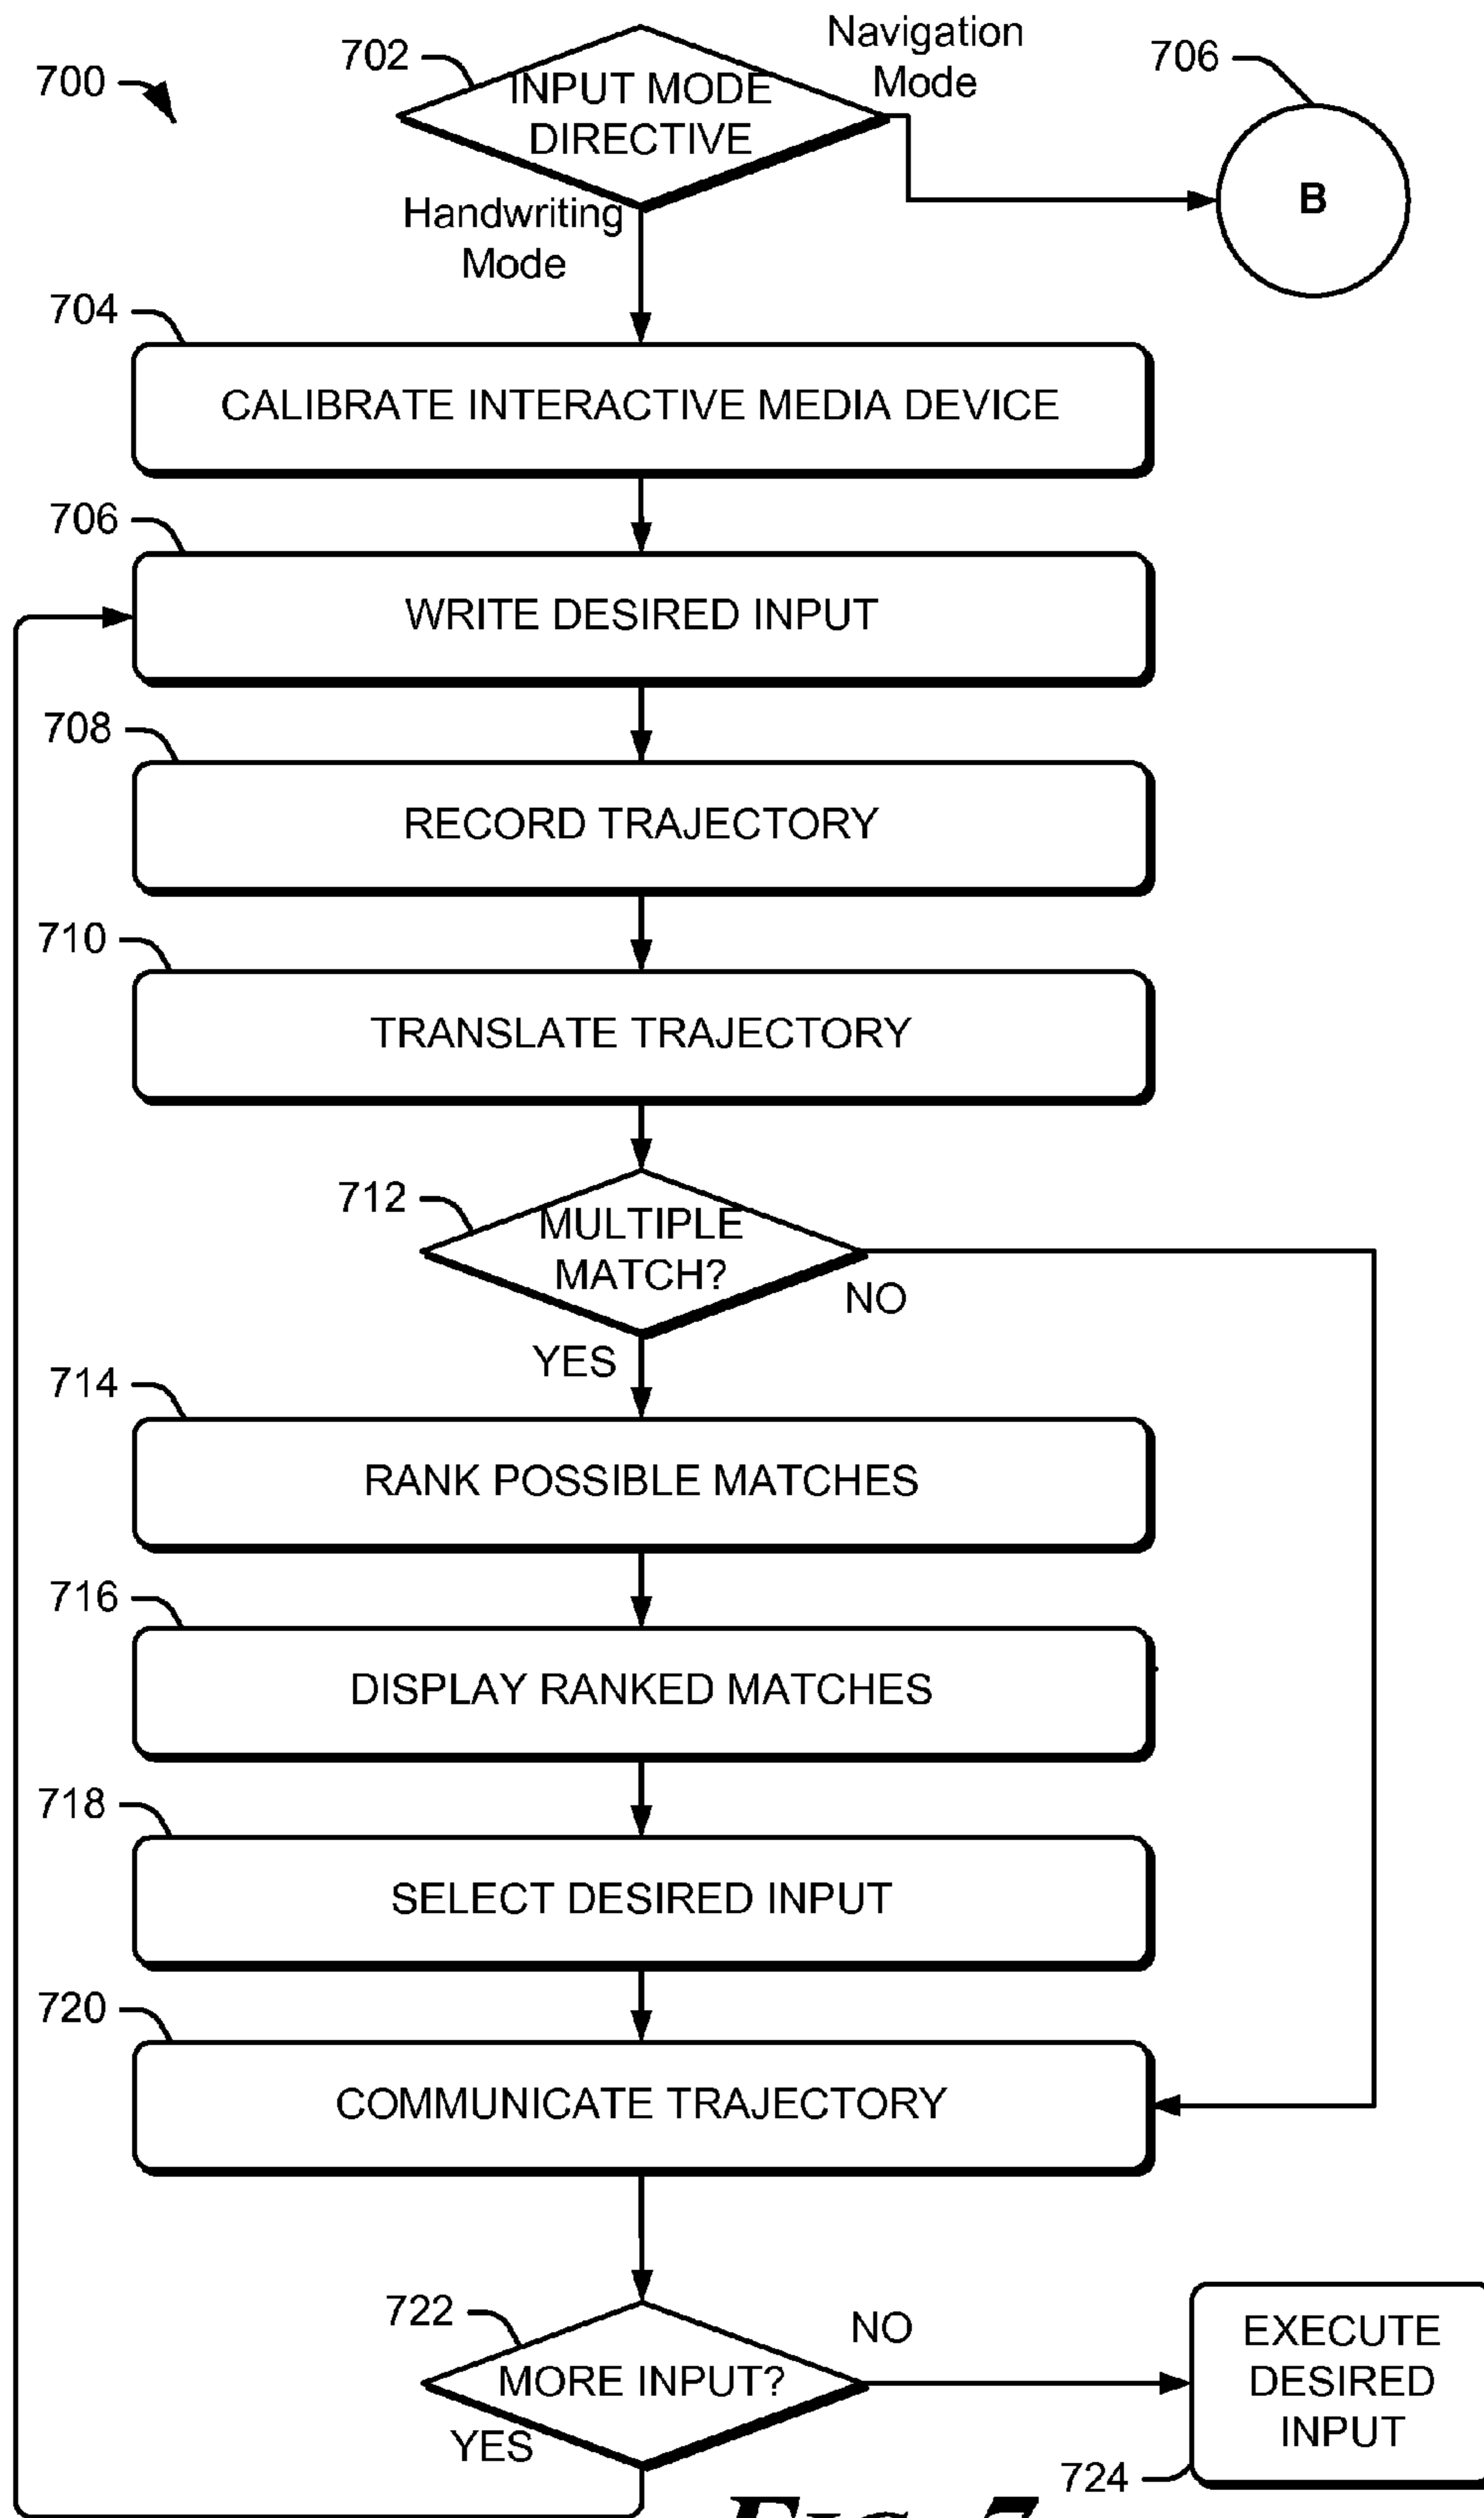 700
702
INPUT MODE
DIRECTIVE
Navigation
Mode
706
B
Handwriting
Mode
704
CALIBRATE INTERACTIVE MEDIA DEVICE
706
WRITE DESIRED INPUT
708
RECORD TRAJECTORY
710
TRANSLATE TRAJECTORY
712
MULTIPLE
MATCH?
NO
YES
714
RANK POSSIBLE MATCHES
716
DISPLAY RANKED MATCHES
718
SELECT DESIRED INPUT
720
COMMUNICATE TRAJECTORY
722
MORE INPUT?
NO
YES
EXECUTE
DESIRED
INPUT
724